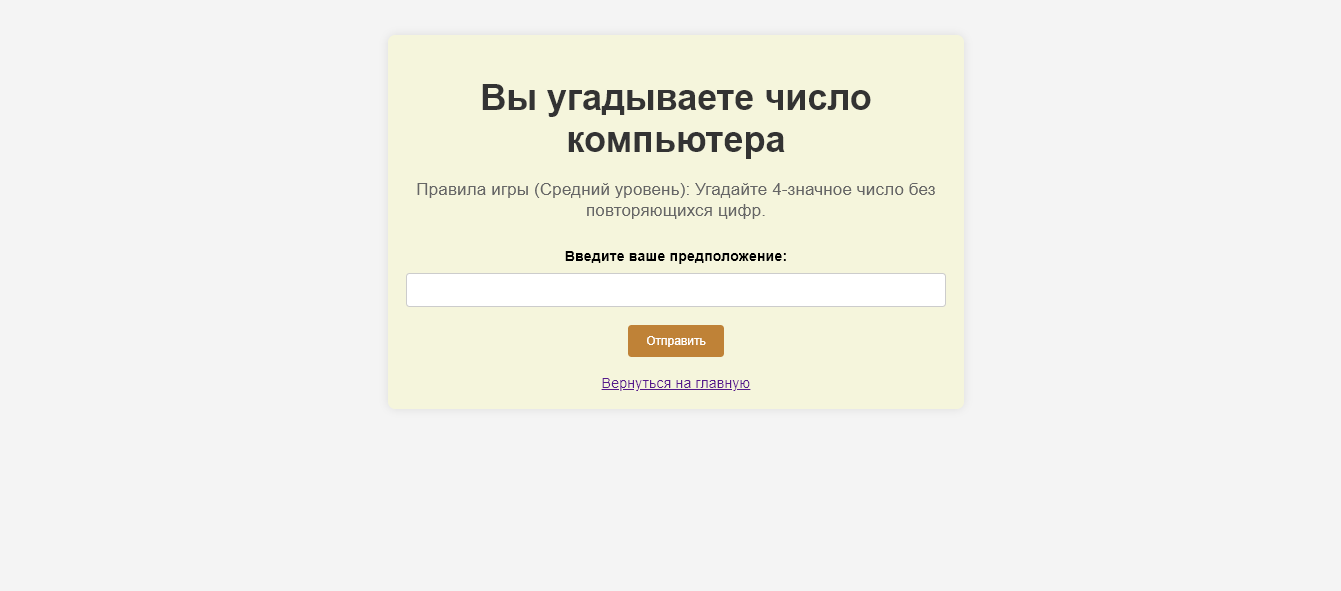 Вы угадываете число
компьютера
Правила игры (Средний уровень): Угадайте 4-значное число без
повторяющихся цифр.
Введите ваше предположение:
Отправить
Вернуться на главную